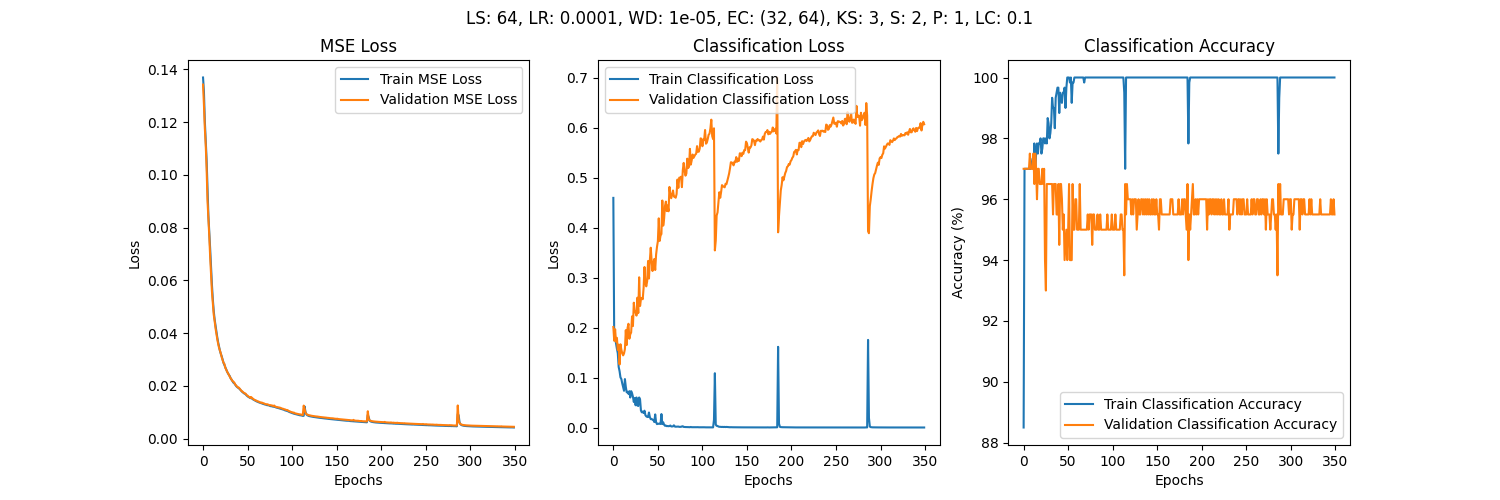 LS: 64, LR: 0.0001, WD: 1e-05, EC: (32, 64), KS: 3, S: 2, P: 1, LC: 0.1
MSE Loss
Train MSE Loss
Validation MSE Loss
0.14
0.12
0.10
0.08
0.06
0.04
0.02
0.00
Loss
0 50 100 150 200 250 300 350
Epochs
Classification Loss
Train Classification Loss
Validation Classification Loss
0.7
0.6
0.5
0.4
0.3
0.2
0.1
0.0
Loss
0 50 100 150 200 250 300 350
Epochs
Classification Accuracy
100
98
96
94
92
90
88
Accuracy (%)
Train Classification Accuracy
Validation Classification Accuracy
0 50 100 150 200 250 300 350
Epochs